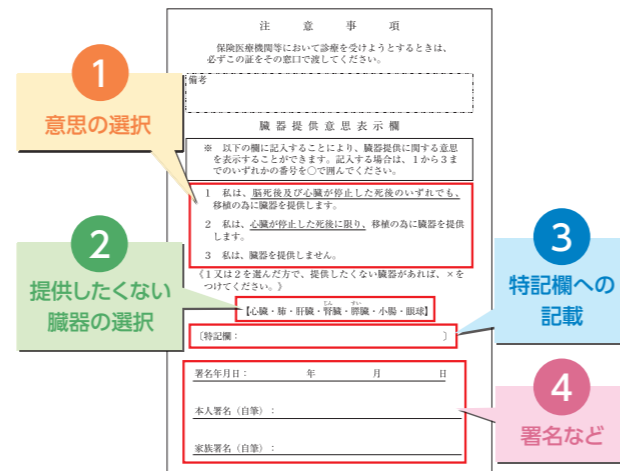 注意事項
保険医療機関等において診療を受けようとするときは、
必ずこの証をその窓口で渡してください。
備考
臓器提供意思表示欄
※ 以下の欄に記入することにより、臓器提供に関する意思
を表示することができます。記入する場合は、1から3ま
でのいずれかの番号を○で囲んでください。
1 私は、脳死後及び心臓が停止した死後のいずれでも、
移植の為に臓器を提供します。
2 私は、心臓が停止した死後に限り、移植の為に臓器を提供
します。
3 私は、臓器を提供しません。
《1又は2を選んだ方で、提供したくない臓器があれば、×を
つけてください。》
じん すい
【心臓・肺・肝臓・腎臓・膵臓・小腸・眼球】
〔特記欄： 〕
署名年月日： 年 月 日
本人署名（自筆）：
家族署名（自筆）：
1
意思の選択
2
提供したくない
臓器の選択
3
特記欄への
記載
4
署名など